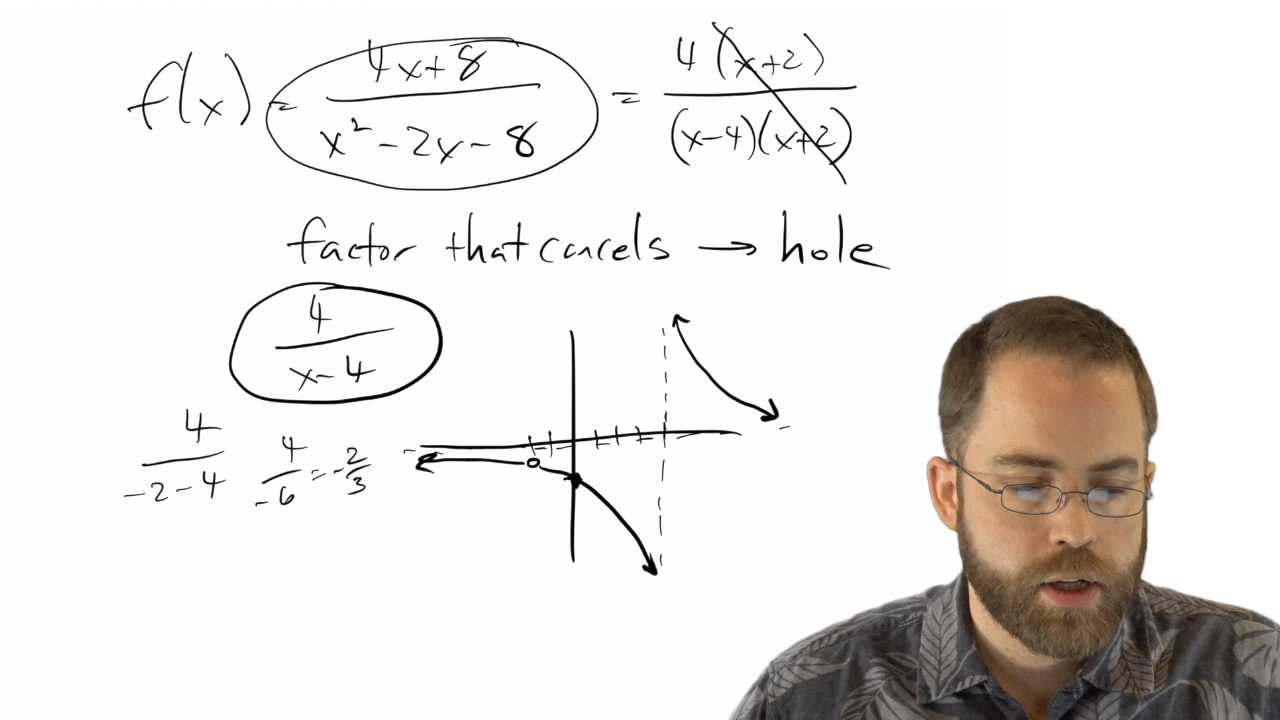 f(x) = 4x+8 / x² - 2x - 8 = 4(x+2) / (x-4)(x+2)
factor that cancels → hole
4 / x-4
4 / -2-4
4 / -6 = -2/3